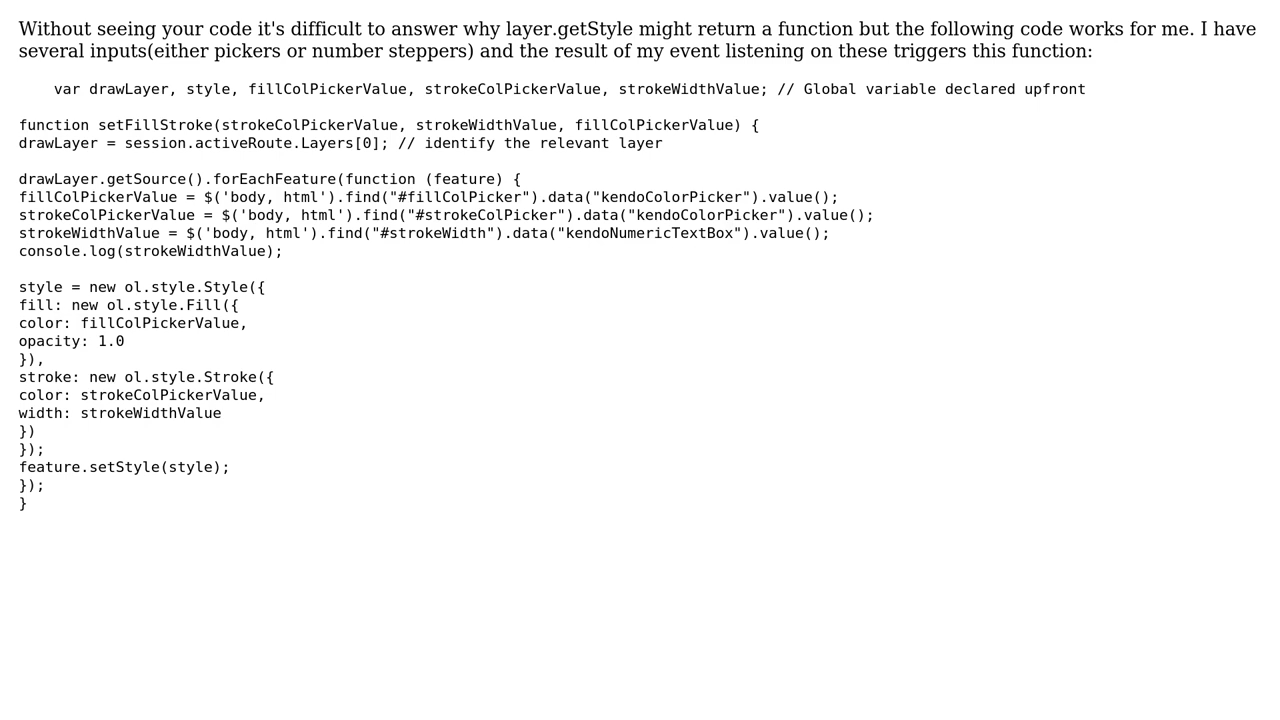 Without seeing your code it's difficult to answer why layer.getStyle might return a function but the following code works for me. I have
several inputs(either pickers or number steppers) and the result of my event listening on these triggers this function:
    var drawLayer, style, fillColPickerValue, strokeColPickerValue, strokeWidthValue; // Global variable declared upfront

function setFillStroke(strokeColPickerValue, strokeWidthValue, fillColPickerValue) {
drawLayer = session.activeRoute.Layers[0]; // identify the relevant layer

drawLayer.getSource().forEachFeature(function (feature) {
fillColPickerValue = $('body, html').find("#fillColPicker").data("kendoColorPicker").value();
strokeColPickerValue = $('body, html').find("#strokeColPicker").data("kendoColorPicker").value();
strokeWidthValue = $('body, html').find("#strokeWidth").data("kendoNumericTextBox").value();
console.log(strokeWidthValue);

style = new ol.style.Style({
fill: new ol.style.Fill({
color: fillColPickerValue,
opacity: 1.0
}),
stroke: new ol.style.Stroke({
color: strokeColPickerValue,
width: strokeWidthValue
})
});
feature.setStyle(style);
});
}